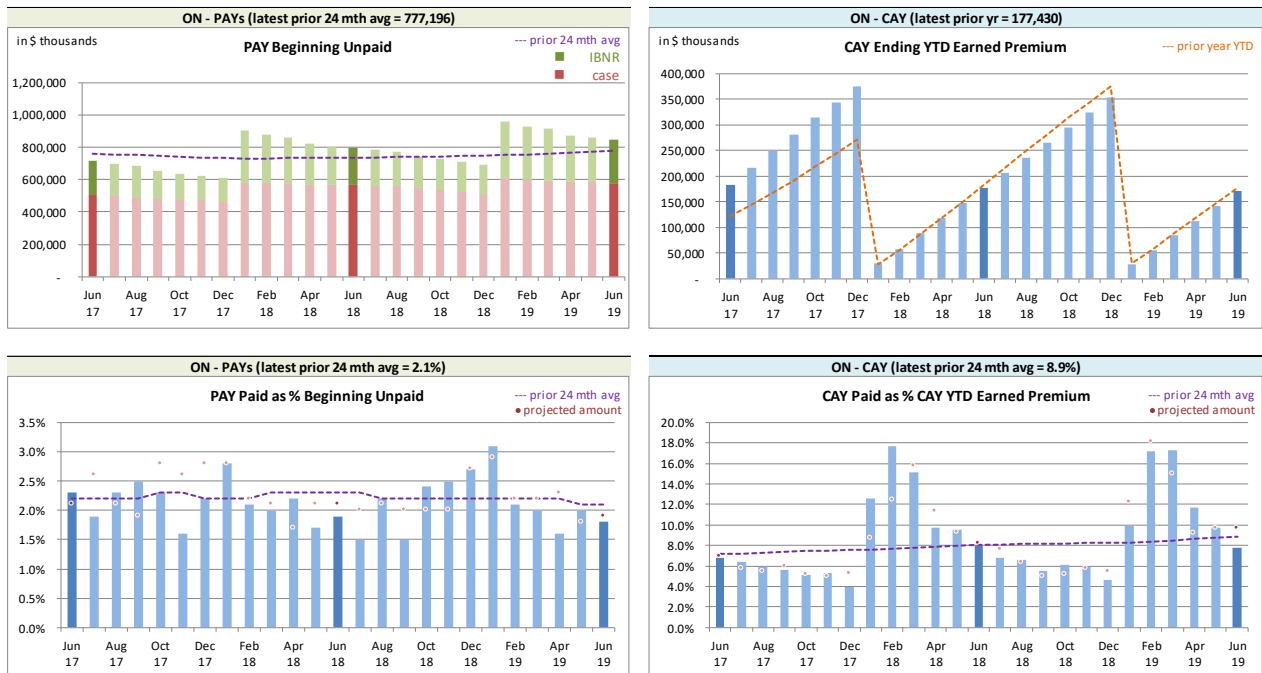 ON - PAYs (latest prior 24 mth avg = 777,196)
in $ thousands
PAY Beginning Unpaid
--- prior 24 mth avg
IBNR
case
1,200,000
1,000,000
800,000
600,000
400,000
200,000
-
Jun Aug Oct Dec Feb Apr Jun Aug Oct Dec Feb Apr Jun
17 17 17 17 18 18 18 18 18 18 19 19 19
ON - CAY (latest prior yr = 177,430)
in $ thousands
CAY Ending YTD Earned Premium
--- prior year YTD
400,000
350,000
300,000
250,000
200,000
150,000
100,000
50,000
-
Jun Aug Oct Dec Feb Apr Jun Aug Oct Dec Feb Apr Jun
17 17 17 17 18 18 18 18 18 18 19 19 19
ON - PAYs (latest prior 24 mth avg = 2.1%)
PAY Paid as % Beginning Unpaid
--- prior 24 mth avg
• projected amount
3.5%
3.0%
2.5%
2.0%
1.5%
1.0%
0.5%
0.0%
Jun Aug Oct Dec Feb Apr Jun Aug Oct Dec Feb Apr Jun
17 17 17 17 18 18 18 18 18 18 19 19 19
ON - CAY (latest prior 24 mth avg = 8.9%)
CAY Paid as % CAY YTD Earned Premium
--- prior 24 mth avg
• projected amount
20.0%
18.0%
16.0%
14.0%
12.0%
10.0%
8.0%
6.0%
4.0%
2.0%
0.0%
Jun Aug Oct Dec Feb Apr Jun Aug Oct Dec Feb Apr Jun
17 17 17 17 18 18 18 18 18 18 19 19 19